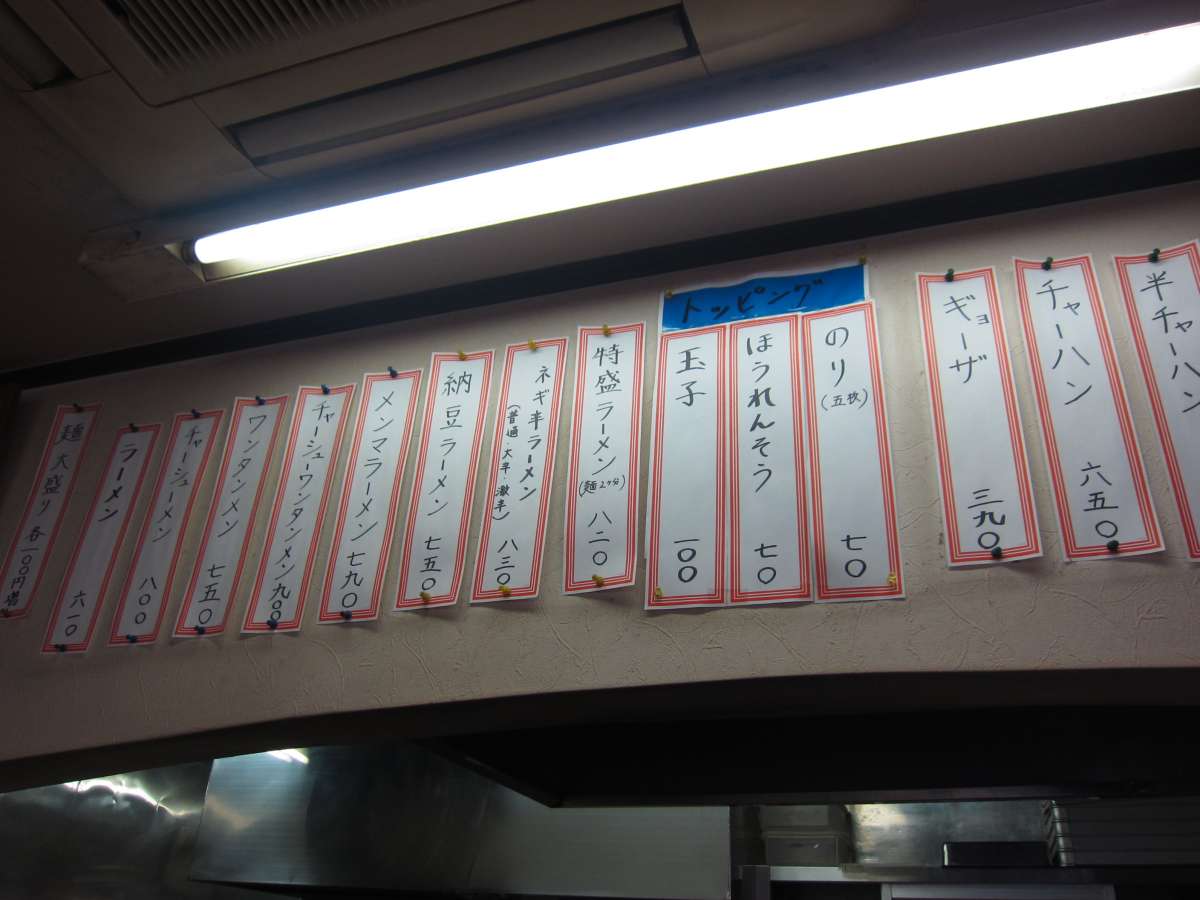 半チャーハン
チャーハン 六五〇
ギョーザ 三九〇
トッピング
のり(五枚) 七〇
ほうれんそう 七〇
玉子 一〇〇
特盛ラーメン(麺2ヶ分) 八二〇
ネギ辛ラーメン(普通 大辛 激辛) 八三〇
納豆ラーメン 七五〇
メンマラーメン 七九〇
チャーシューワンタンメン 九〇〇
ワンタンメン 七五〇
チャーシューメン 八〇〇
ラーメン 六一〇
麺大盛り 各一〇〇円増